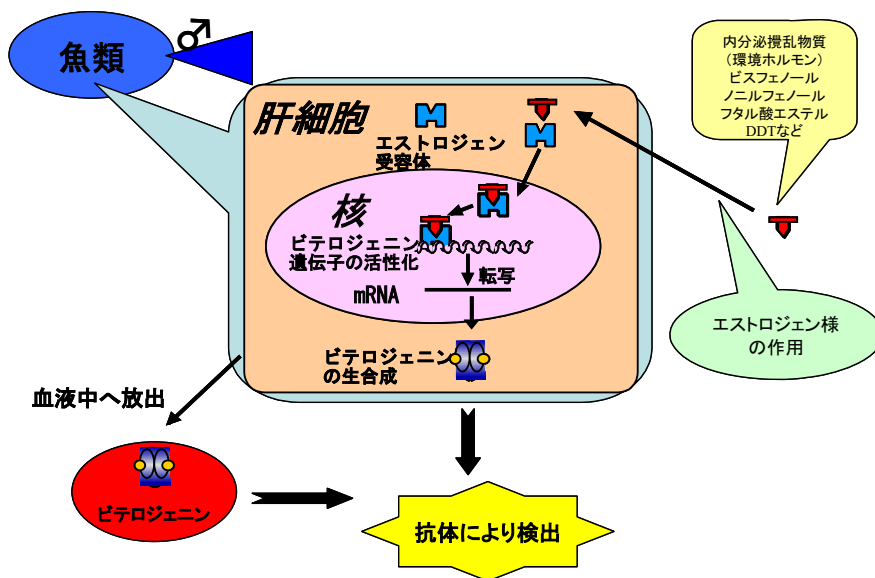 魚類
♂
内分泌攪乱物質
(環境ホルモン)
ビスフェノール
ノニルフェノール
フタル酸エステル
DDTなど
肝細胞
エストロジェン
受容体
核
ビテロジェニン
遺伝子の活性化
転写
mRNA
エストロジェン様
の作用
ビテロジェニン
の生合成
血液中へ放出
ビテロジェニン
抗体により検出